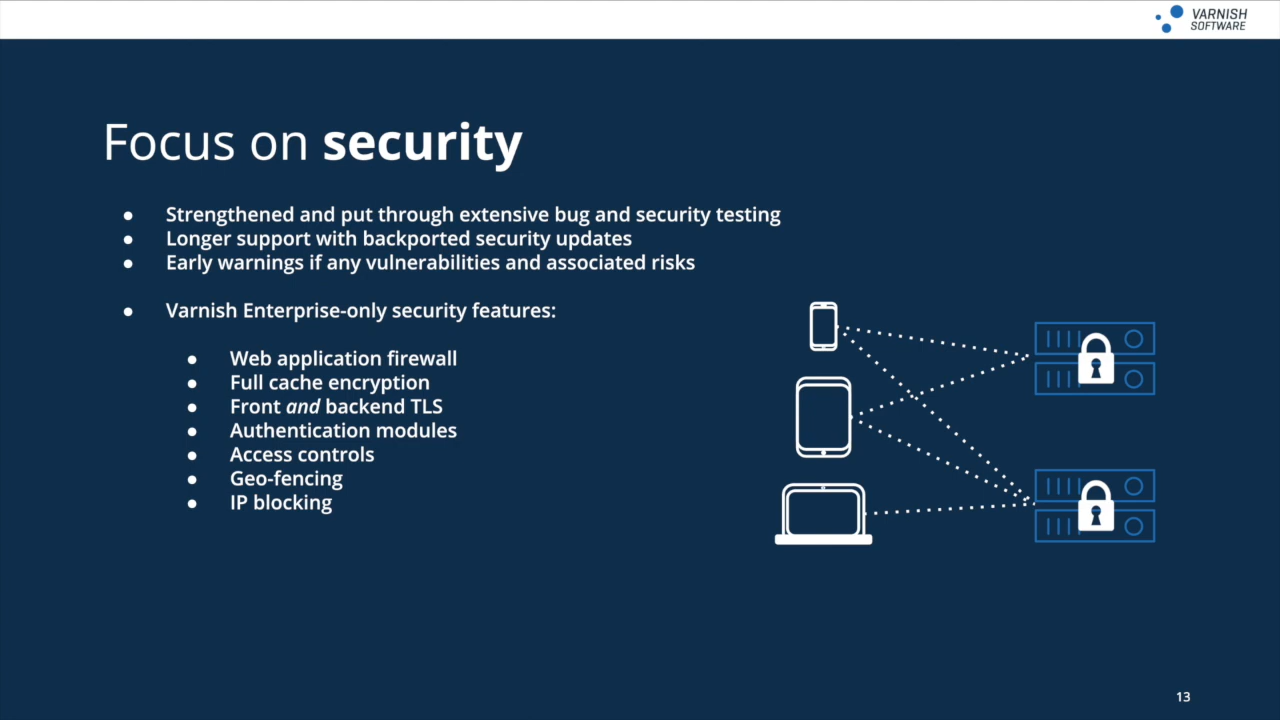 VARNISH
SOFTWARE
Focus on security
● Strengthened and put through extensive bug and security testing
● Longer support with backported security updates
● Early warnings if any vulnerabilities and associated risks
● Varnish Enterprise-only security features:
● Web application firewall
● Full cache encryption
● Front and backend TLS
● Authentication modules
● Access controls
● Geo-fencing
● IP blocking
13